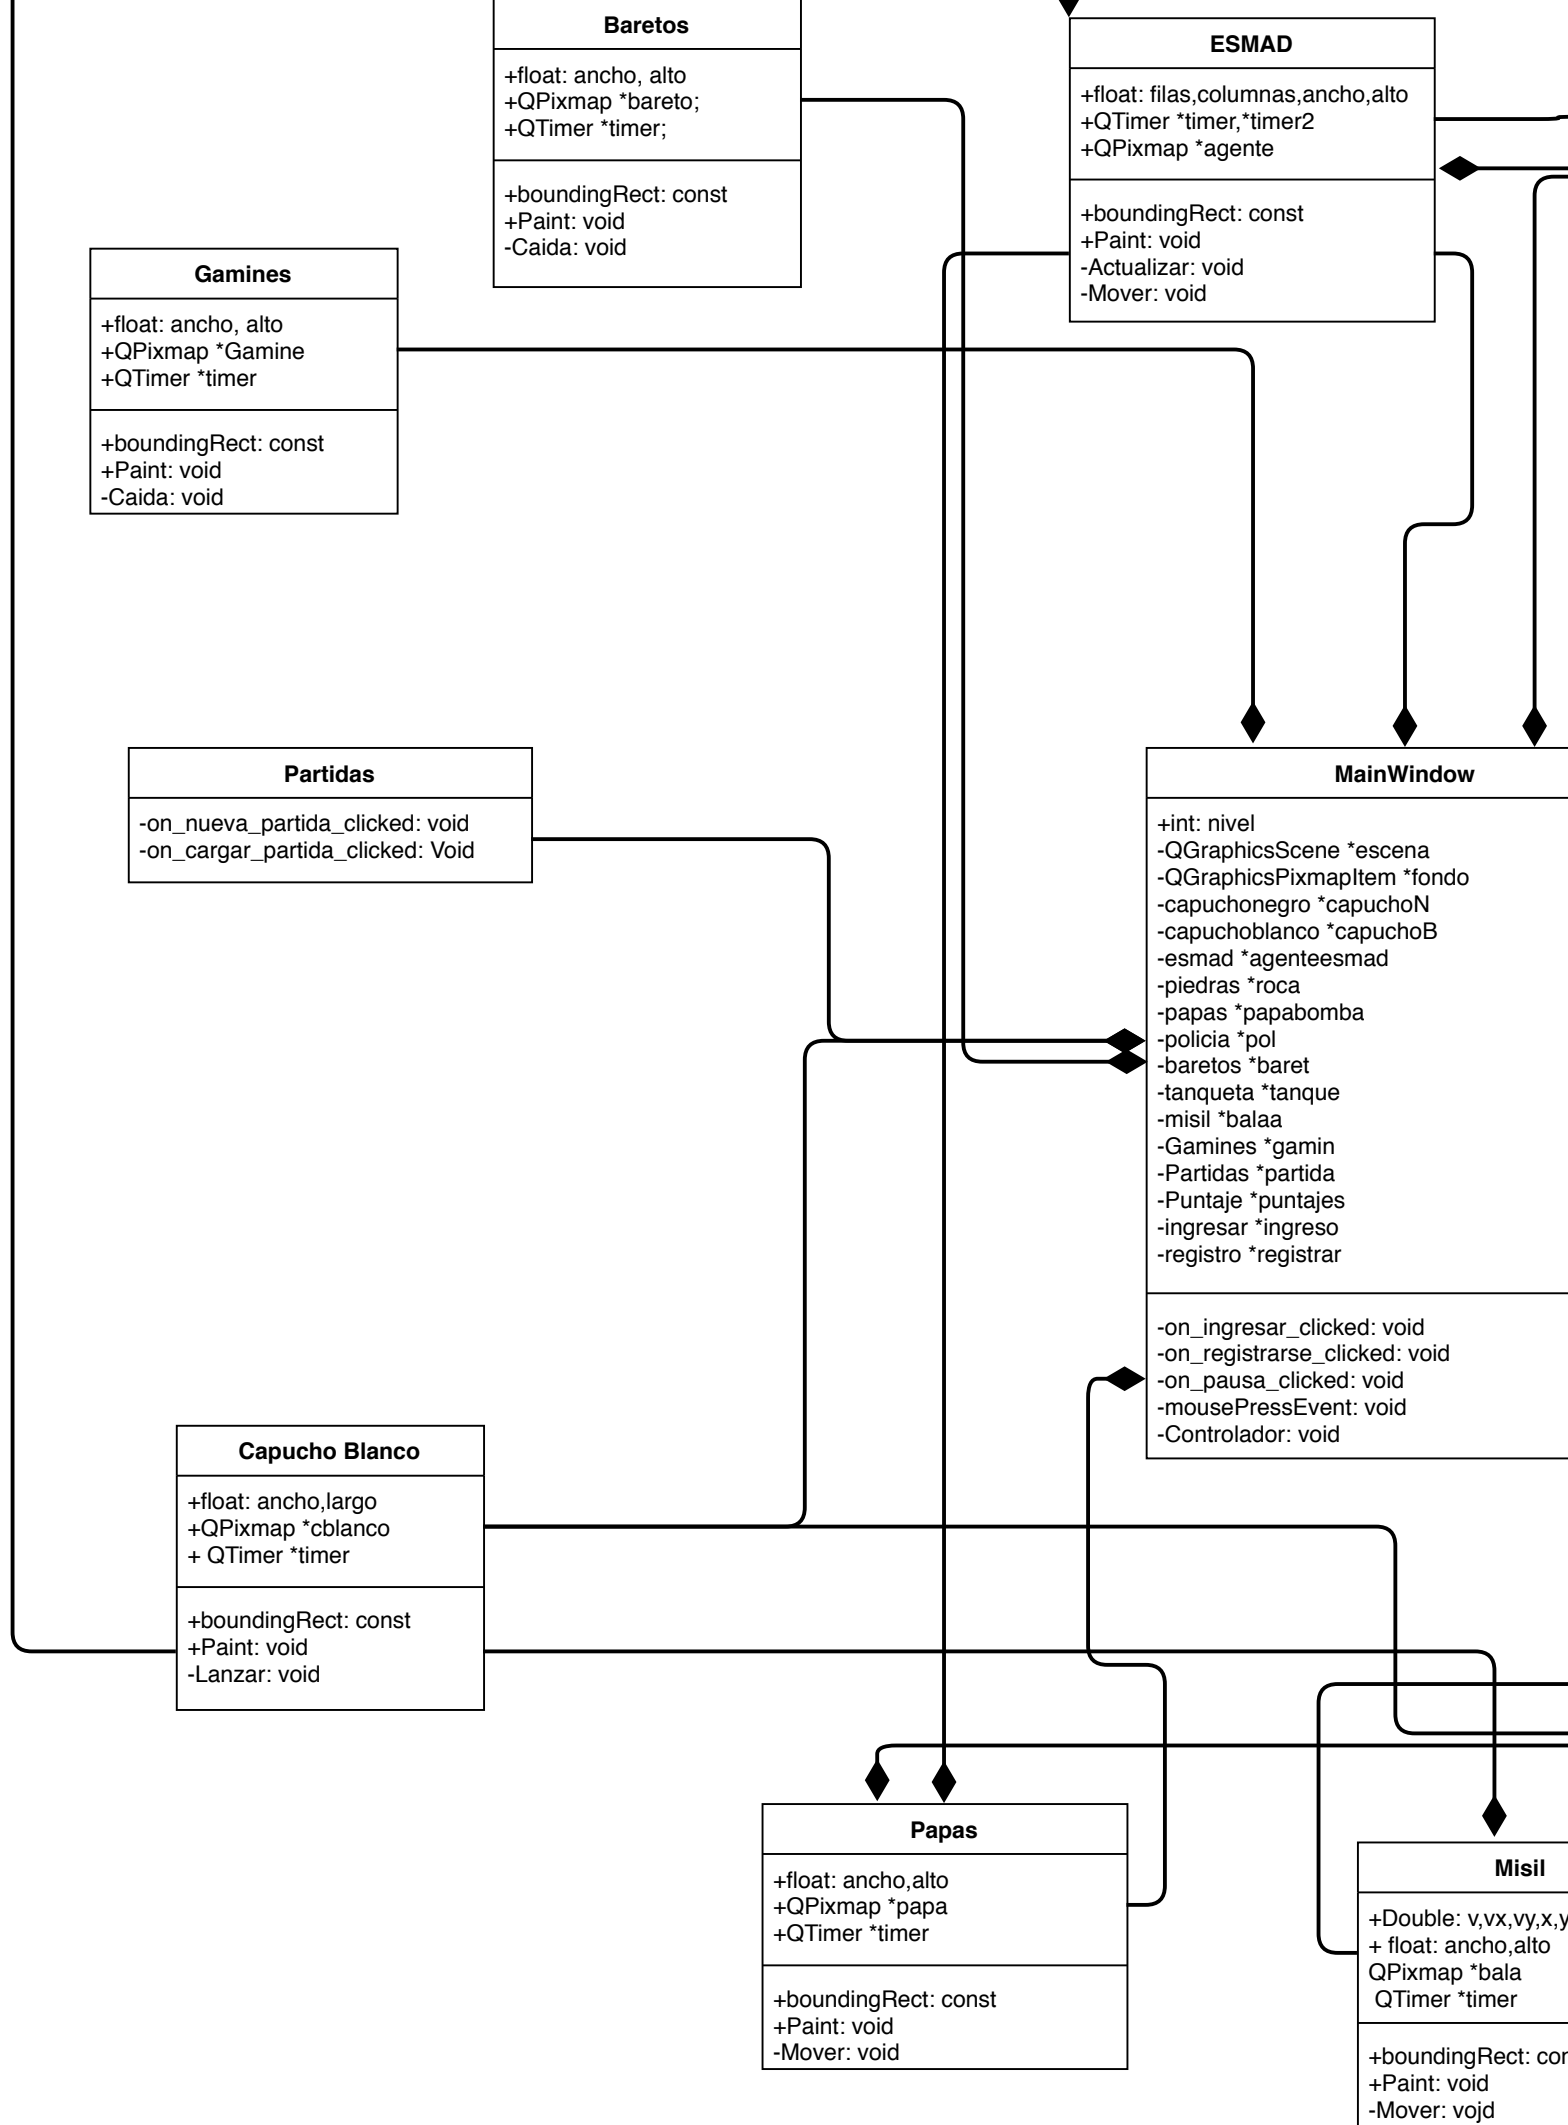 Baretos
+float: ancho, alto
+QPixmap *bareto;
+QTimer *timer;
+boundingRect: const
+Paint: void
-Caida: void
ESMAD
+float: filas,columnas,ancho,alto
+QTimer *timer,*timer2
+QPixmap *agente
+boundingRect: const
+Paint: void
-Actualizar: void
-Mover: void
Gamines
+float: ancho, alto
+QPixmap *Gamine
+QTimer *timer
+boundingRect: const
+Paint: void
-Caida: void
Partidas
-on_nueva_partida_clicked: void
-on_cargar_partida_clicked: Void
MainWindow
+int: nivel
-QGraphicsScene *escena
-QGraphicsPixmapItem *fondo
-capuchonegro *capuchoN
-capuchoblanco *capuchoB
-esmad *agenteesmad
-piedras *roca
-papas *papabomba
-policia *pol
-baretos *baret
-tanqueta *tanque
-misil *balaa
-Gamines *gamin
-Partidas *partida
-Puntaje *puntajes
-ingresar *ingreso
-registro *registrar
-on_ingresar_clicked: void
-on_registrarse_clicked: void
-on_pausa_clicked: void
-mousePressEvent: void
-Controlador: void
Capucho Blanco
+float: ancho,largo
+QPixmap *cblanco
+ QTimer *timer
+boundingRect: const
+Paint: void
-Lanzar: void
Papas
+float: ancho,alto
+QPixmap *papa
+QTimer *timer
+boundingRect: const
+Paint: void
-Mover: void
Misil
+Double: v,vx,vy,x,y
+ float: ancho,alto
QPixmap *bala
QTimer *timer
+boundingRect:
+Paint: void
-Mover: vojd